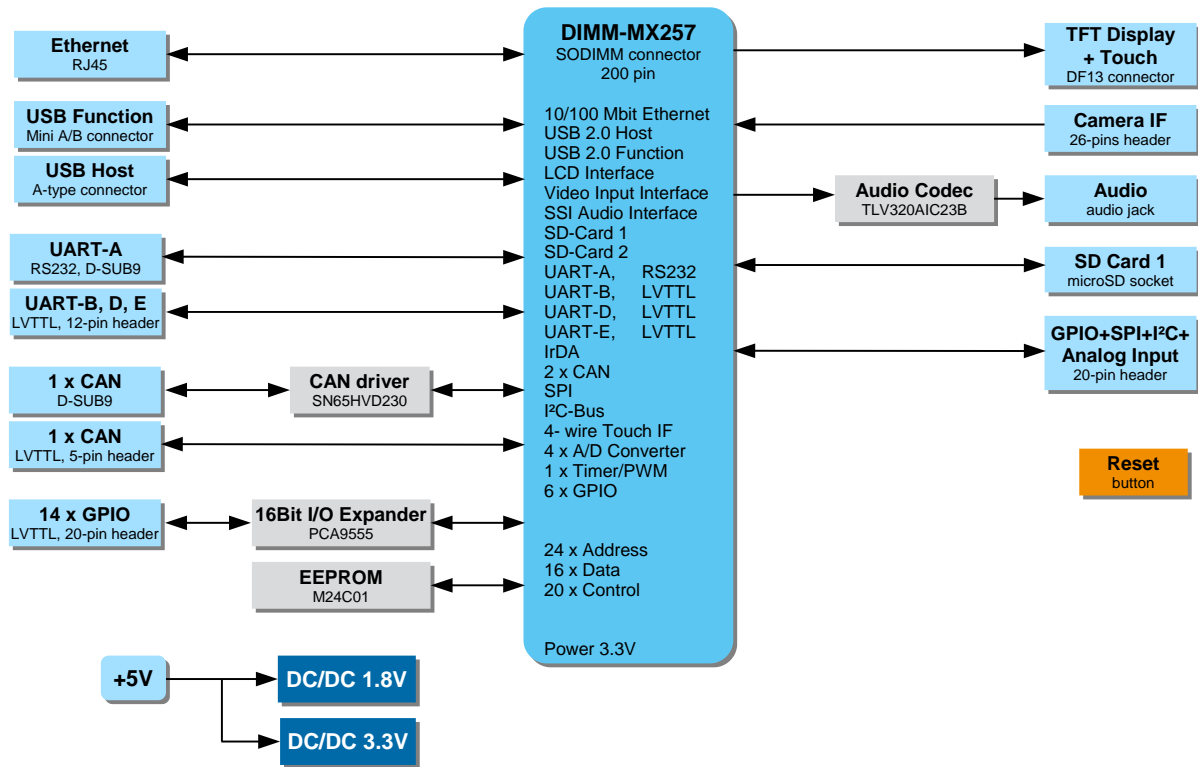 Ethernet
RJ45
USB Function
Mini A/B connector
USB Host
A-type connector
UART-A
RS232, D-SUB9
UART-B, D, E
LVTTL, 12-pin header
1 x CAN
D-SUB9
CAN driver
SN65HVD230
1 x CAN
LVTTL, 5-pin header
14 x GPIO
LVTTL, 20-pin header
16Bit I/O Expander
PCA9555
EEPROM
M24C01
+5V
DC/DC 1.8V
DC/DC 3.3V
DIMM-MX257
SODIMM connector
200 pin
10/100 Mbit Ethernet
USB 2.0 Host
USB 2.0 Function
LCD Interface
Video Input Interface
SSI Audio Interface
SD-Card 1
SD-Card 2
UART-A, RS232
UART-B, LVTTL
UART-D, LVTTL
UART-E, LVTTL
IrDA
2 x CAN
SPI
I²C-Bus
4- wire Touch IF
4 x A/D Converter
1 x Timer/PWM
6 x GPIO
24 x Address
16 x Data
20 x Control
Power 3.3V
TFT Display
+ Touch
DF13 connector
Camera IF
26-pins header
Audio Codec
TLV320AIC23B
Audio
audio jack
SD Card 1
microSD socket
GPIO+SPI+I²C+
Analog Input
20-pin header
Reset
button